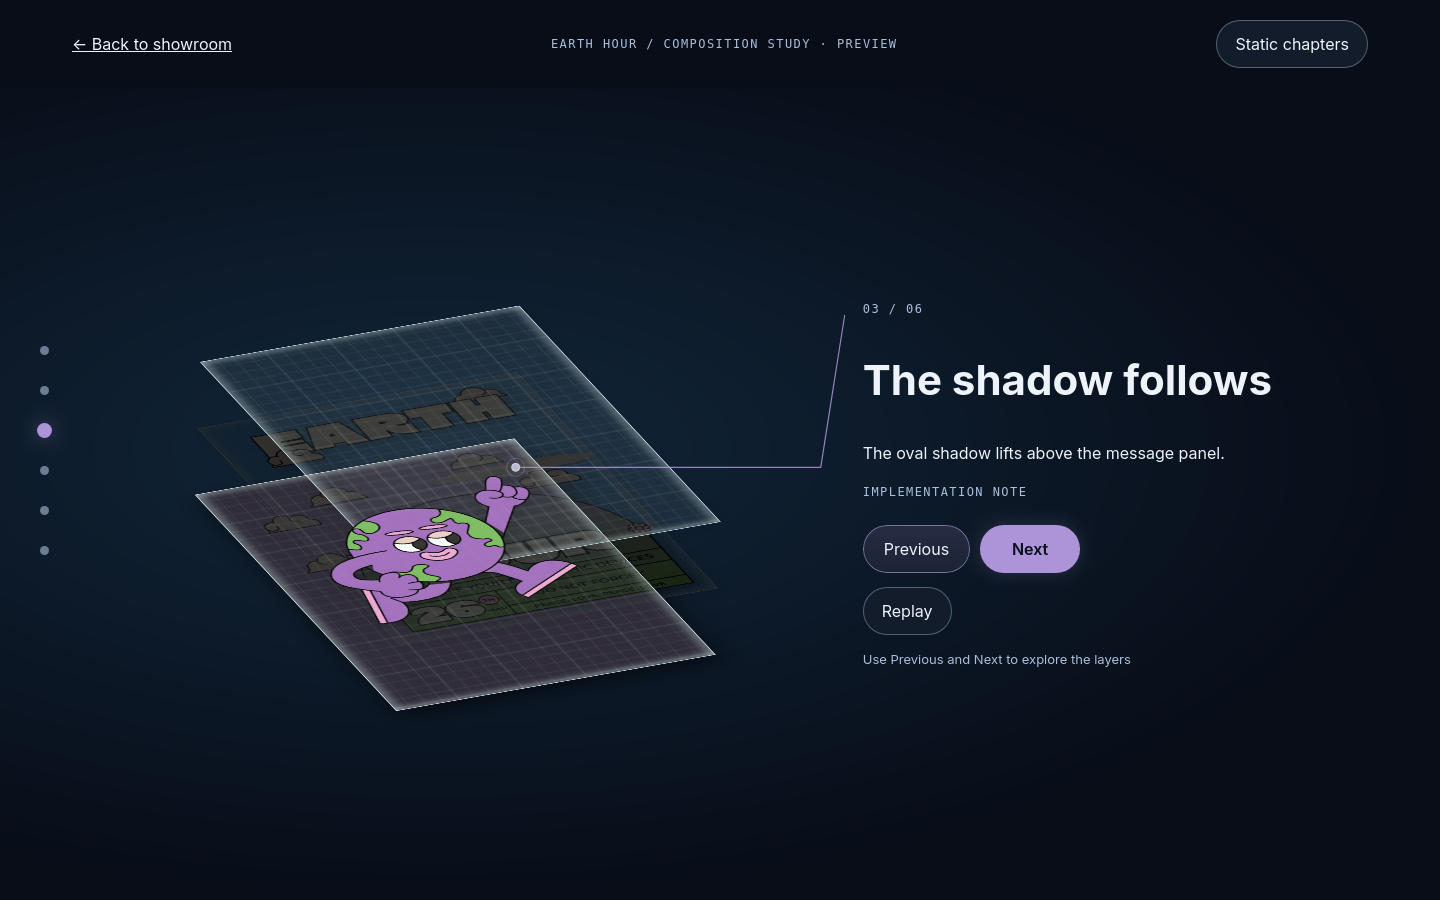 ← Back to showroom
EARTH HOUR / COMPOSITION STUDY · PREVIEW
Static chapters
03 / 06
The shadow follows
The oval shadow lifts above the message panel.
IMPLEMENTATION NOTE
Previous
Next
Replay
Use Previous and Next to explore the layers
EARTH
26